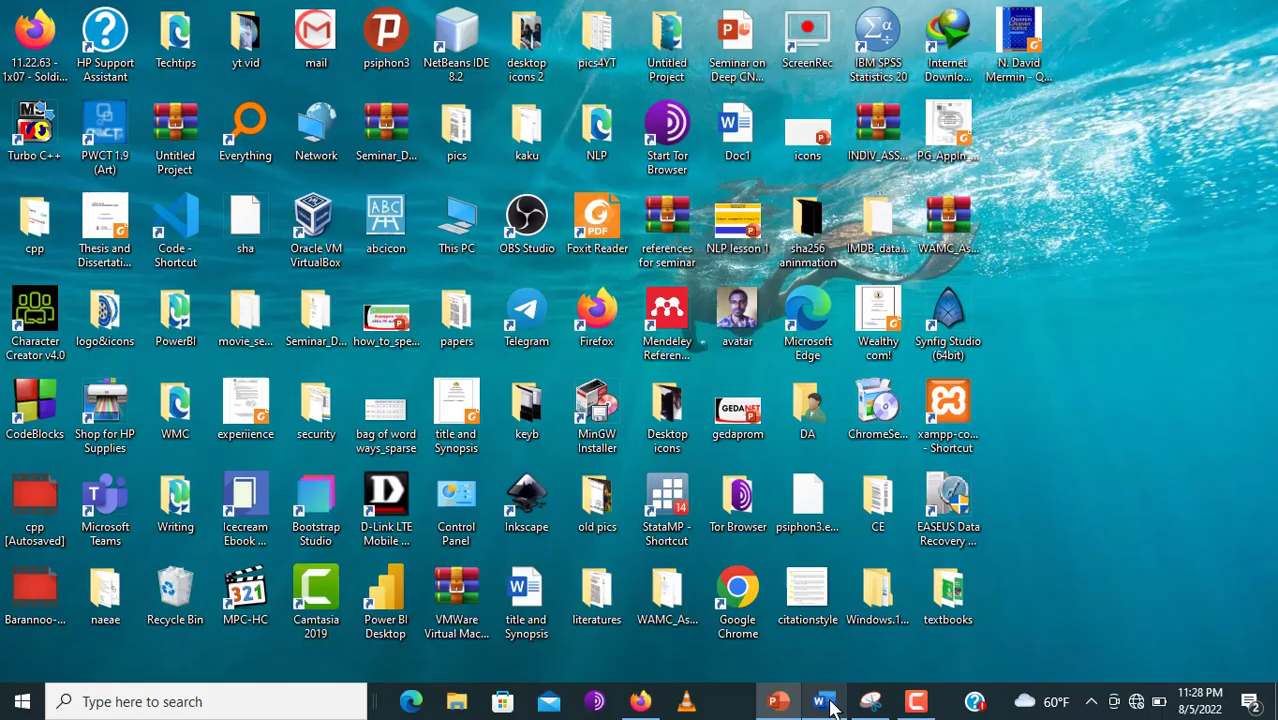 11.22.63 - 1x07 - Soldi...
HP Support Assistant
Techtips
yt vid
mail
psiphon3
NetBeans IDE 8.2
desktop icons 2
pics4YT
Untitled Project
Seminar on Deep CN...
ScreenRec
IBM SPSS Statistics 20
Internet Downlo...
N. David Mermin - Q...
Turbo C++
PWCT 1.9 (Art)
Untitled Project
Everything
Network
Seminar_D...
pics
kaku
NLP
Start Tor Browser
Doc1
icons
INDIV_ASS...
PG_Appln_...
cpp
Thesis and Dissertati...
Code - Shortcut
sha
Oracle VM VirtualBox
abcicon
This PC
OBS Studio
Foxit Reader
references for seminar
NLP lesson 1
sha256 aninmation
IMDB_data...
WAMC_As...
Character Creator v4.0
logo&icons
PowerBI
movie_se...
Seminar_D...
how_to_spe...
papers
Telegram
Firefox
Mendeley Referen...
avatar
Microsoft Edge
Wealthy com!
Synfig Studio (64bit)
CodeBlocks
Shop for HP Supplies
WMC
experiience
security
bag of word ways_sparse
title and Synopsis
keyb
MinGW Installer
Desktop icons
GEDANET
gedaprom
DA
ChromeSe...
xampp-co... - Shortcut
cpp [Autosaved]
Microsoft Teams
Writing
Icecream Ebook ...
Bootstrap Studio
D-Link LTE Mobile ...
Control Panel
Inkscape
old pics
14
StataMP - Shortcut
Tor Browser
psiphon3.e...
CE
EASEUS Data Recovery ...
Barannoo-...
naeae
Recycle Bin
321
MPC-HC
Camtasia 2019
Power BI Desktop
VMWare Virtual Mac...
title and Synopsis
literatures
WAMC_As...
Google Chrome
citationstyle
Windows.1...
textbooks
Type here to search
60°F
11:28 PM
8/5/2022
2